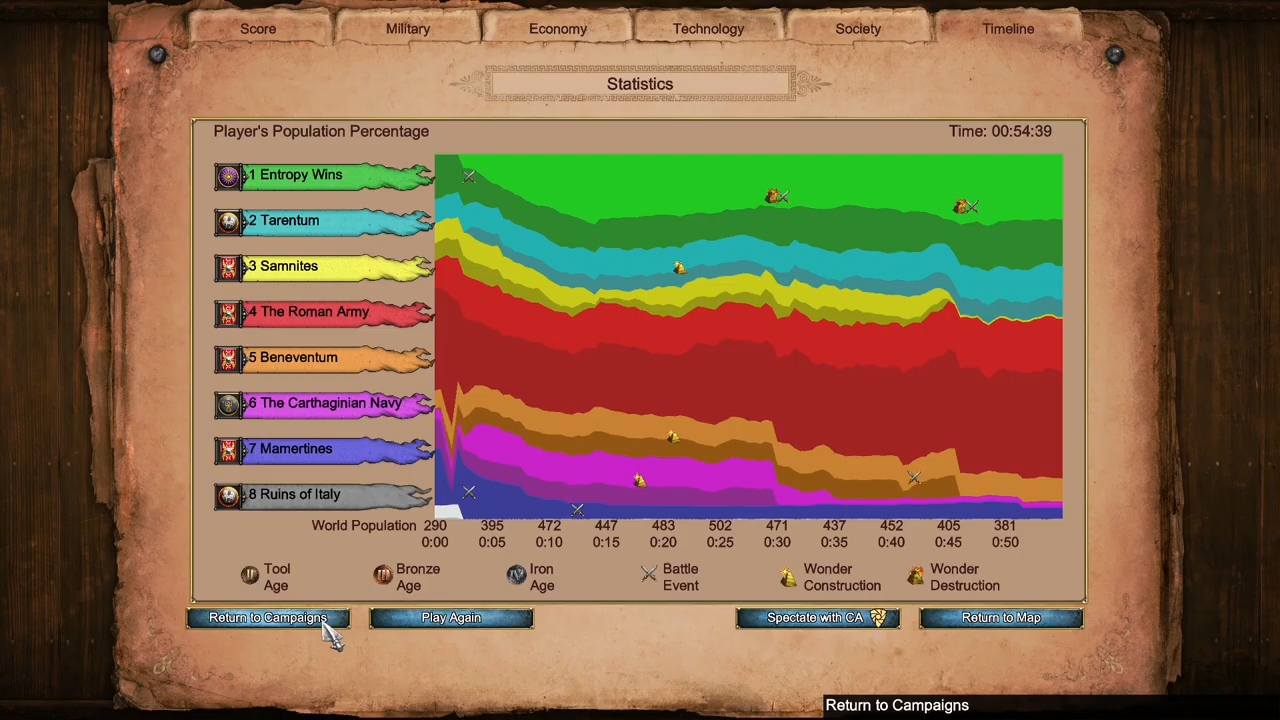 Score Military Economy Technology Society Timeline
Statistics
Player's Population Percentage Time: 00:54:39
1 Entropy Wins
2 Tarentum
3 Samnites
4 The Roman Army
5 Beneventum
6 The Carthaginian Navy
7 Mamertines
8 Ruins of Italy
World Population 290 395 472 447 483 502 471 437 452 405 381
0:00 0:05 0:10 0:15 0:20 0:25 0:30 0:35 0:40 0:45 0:50
Tool Age
Bronze Age
Iron Age
Battle Event
Wonder Construction
Wonder Destruction
Return to Campaigns Play Again Spectate with CA Return to Map
Return to Campaigns